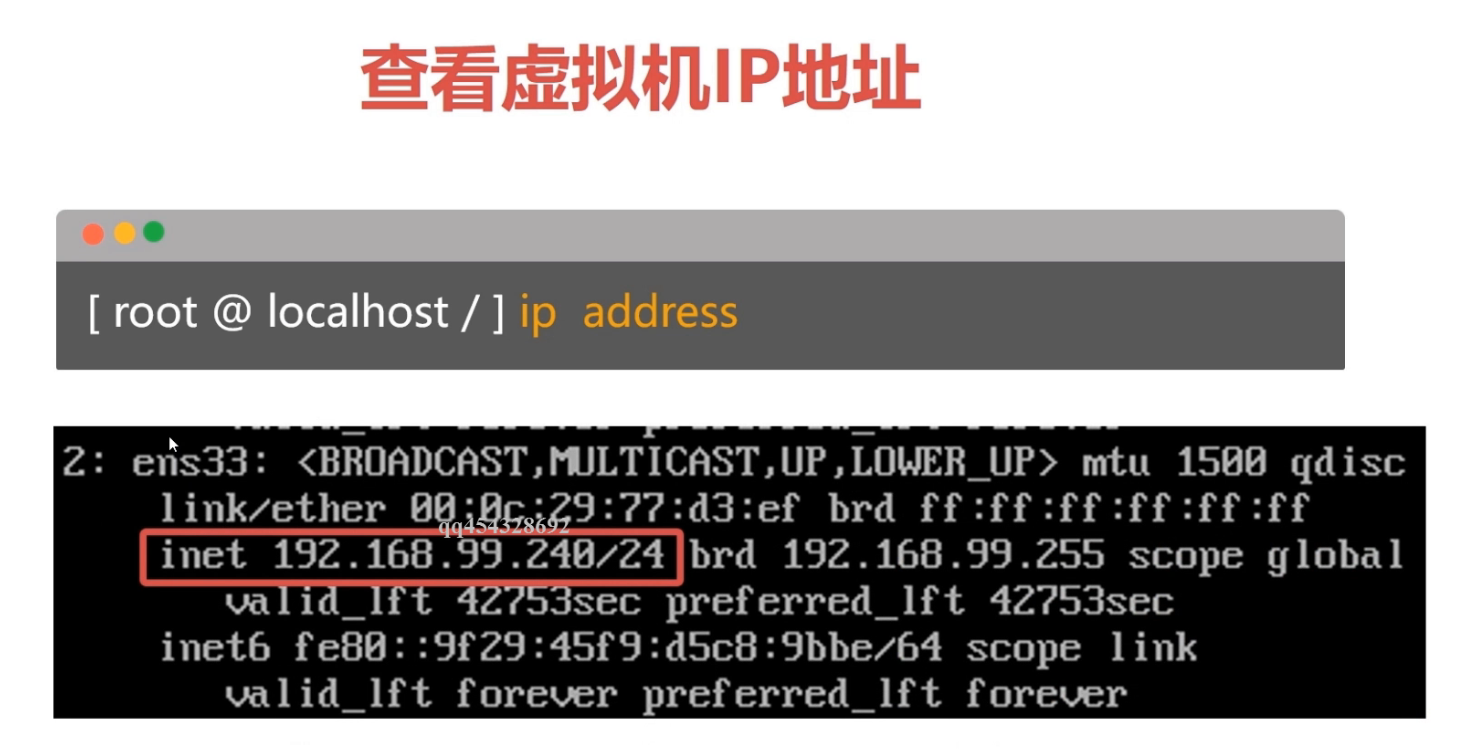 查看虚拟机IP地址
[ root @ localhost / ] ip address
2: ens33: <BROADCAST,MULTICAST,UP,LOWER_UP> mtu 1500 qdisc
link/ether 00:0c:29:77:d3:ef brd ff:ff:ff:ff:ff:ff
qq454328692
inet 192.168.99.240/24 brd 192.168.99.255 scope global
valid_lft 42753sec preferred_lft 42753sec
inet6 fe80::9f29:45f9:d5c8:9bbe/64 scope link
valid_lft forever preferred_lft forever